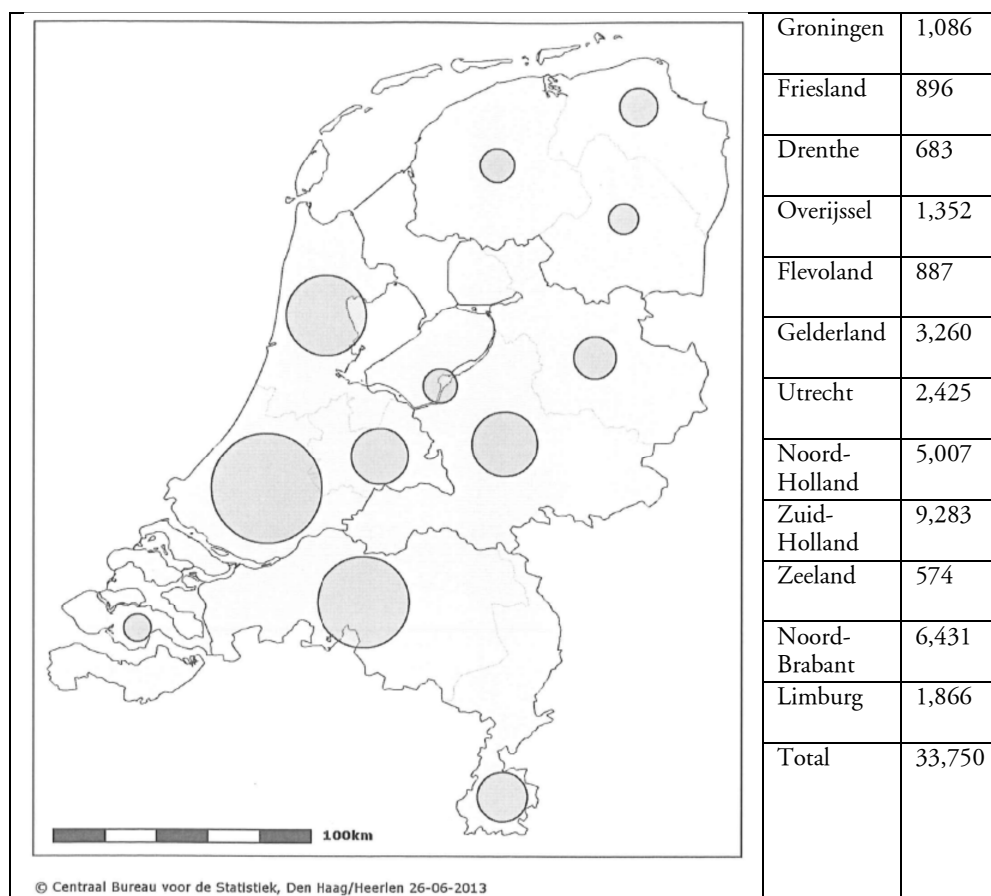 Groningen 1,086
Friesland 896
Drenthe 683
Overijssel 1,352
Flevoland 887
Gelderland 3,260
Utrecht 2,425
Noord-
Holland 5,007
Zuid-
Holland 9,283
Zeeland 574
Noord-
Brabant 6,431
Limburg 1,866
Total 33,750
100km
© Centraal Bureau voor de Statistiek, Den Haag/Heerlen 26-06-2013